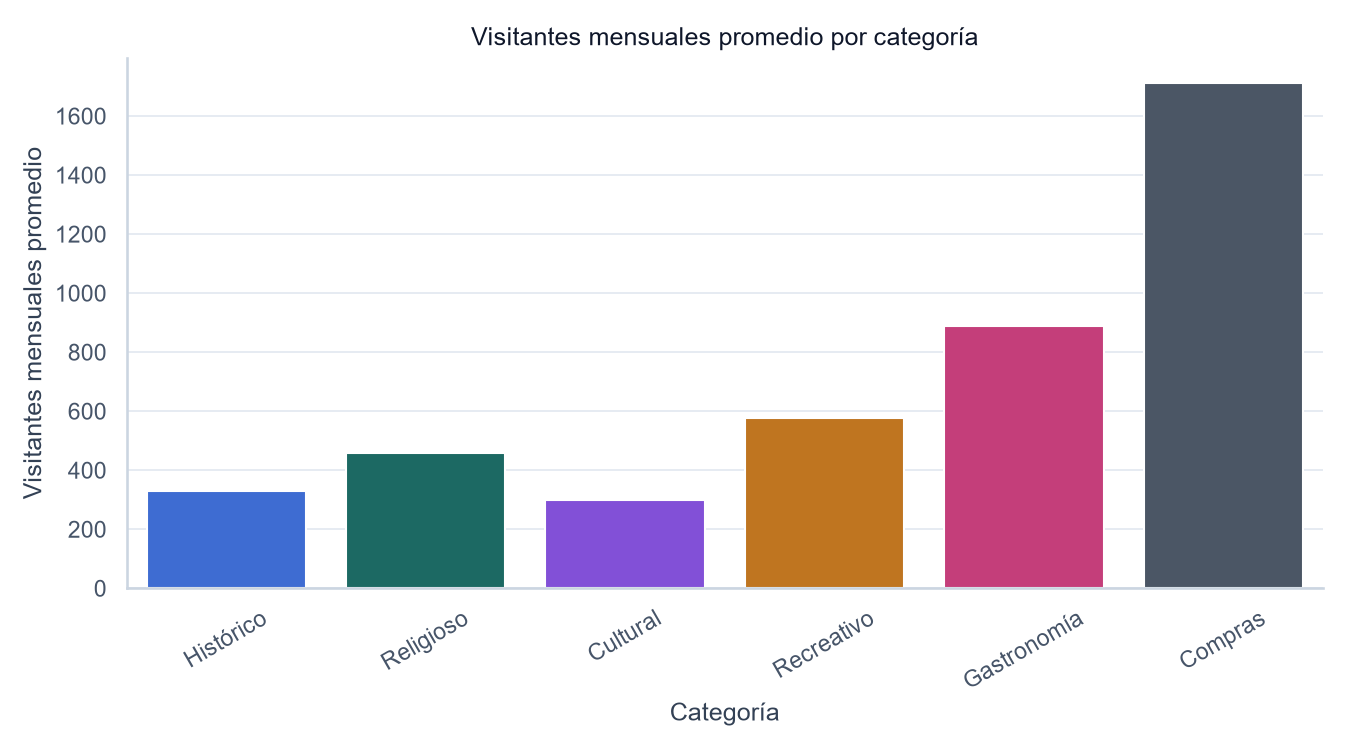 Visitantes mensuales promedio por categoría
Visitantes mensuales promedio
1600
1400
1200
1000
800
600
400
200
0
Histórico
Religioso
Cultural
Recreativo
Gastronomía
Compras
Categoría